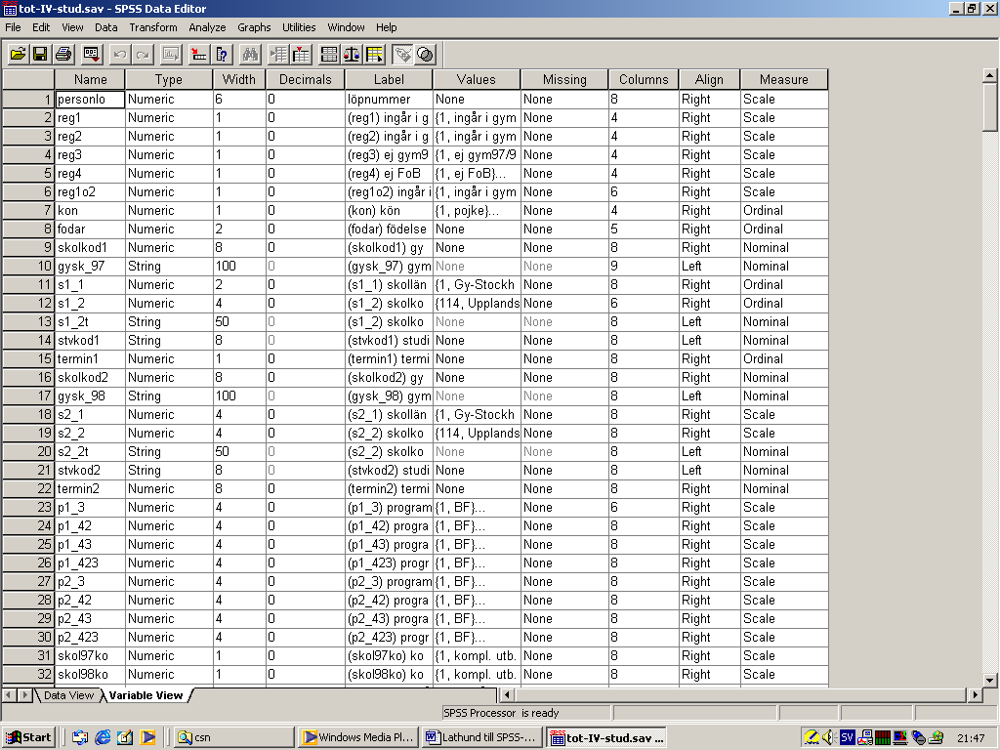 tot-IV-stud.sav - SPSS Data Editor
File Edit View Data Transform Analyze Graphs Utilities Window Help
Name Type Width Decimals Label Values Missing Columns Align Measure
1 personlo Numeric 6 0 löpnummer None None 8 Right Scale
2 reg1 Numeric 1 0 (reg1) ingår i g {1, ingår i gym None 4 Right Scale
3 reg2 Numeric 1 0 (reg2) ingår i g {1, ingår i gym None 4 Right Scale
4 reg3 Numeric 1 0 (reg3) ej gym9 {1, ej gym97/9 None 4 Right Scale
5 reg4 Numeric 1 0 (reg4) ej FoB {1, ej FoB}... None 4 Right Scale
6 reg1o2 Numeric 1 0 (reg1o2) ingår i {1, ingår i gym None 6 Right Scale
7 kon Numeric 1 0 (kon) kön {1, pojke}... None 4 Right Ordinal
8 fodar Numeric 2 0 (fodar) födelse None None 5 Right Ordinal
9 skolkod1 Numeric 8 0 (skolkod1) gy None None 8 Right Nominal
10 gysk_97 String 100 0 (gysk_97) gym None None 9 Left Nominal
11 s1_1 Numeric 2 0 (s1_1) skollän {1, Gy-Stockh None 8 Right Ordinal
12 s1_2 Numeric 4 0 (s1_2) skolko {114, Upplands None 6 Right Ordinal
13 s1_2t String 50 0 (s1_2) skolko None None 8 Left Nominal
14 stvkod1 String 8 0 (stvkod1) studi None None 8 Left Nominal
15 termin1 Numeric 1 0 (termin1) termi None None 8 Right Ordinal
16 skolkod2 Numeric 8 0 (skolkod2) gy None None 8 Right Nominal
17 gysk_98 String 100 0 (gysk_98) gym None None 8 Left Nominal
18 s2_1 Numeric 4 0 (s2_1) skollän {1, Gy-Stockh None 8 Right Scale
19 s2_2 Numeric 4 0 (s2_2) skolko {114, Upplands None 8 Right Scale
20 s2_2t String 50 0 (s2_2) skolko None None 8 Left Nominal
21 stvkod2 String 8 0 (stvkod2) studi None None 8 Left Nominal
22 termin2 Numeric 8 0 (termin2) termi None None 8 Right Nominal
23 p1_3 Numeric 4 0 (p1_3) program {1, BF}... None 6 Right Scale
24 p1_42 Numeric 4 0 (p1_42) progra {1, BF}... None 8 Right Scale
25 p1_43 Numeric 4 0 (p1_43) progra {1, BF}... None 8 Right Scale
26 p1_423 Numeric 4 0 (p1_423) progr {1, BF}... None 8 Right Scale
27 p2_3 Numeric 4 0 (p2_3) program {1, BF}... None 8 Right Scale
28 p2_42 Numeric 4 0 (p2_42) progra {1, BF}... None 8 Right Scale
29 p2_43 Numeric 4 0 (p2_43) progra {1, BF}... None 8 Right Scale
30 p2_423 Numeric 4 0 (p2_423) progr {1, BF}... None 8 Right Scale
31 skol97ko Numeric 1 0 (skol97ko) ko {1, kompl. utb. None 8 Right Scale
32 skol98ko Numeric 1 0 (skol98ko) ko {1, kompl. utb. None 8 Right Scale
Data View Variable View
SPSS Processor is ready
Start csn Windows Media Pl... Lathund till SPSS-... tot-IV-stud.sav ... SV 21:47